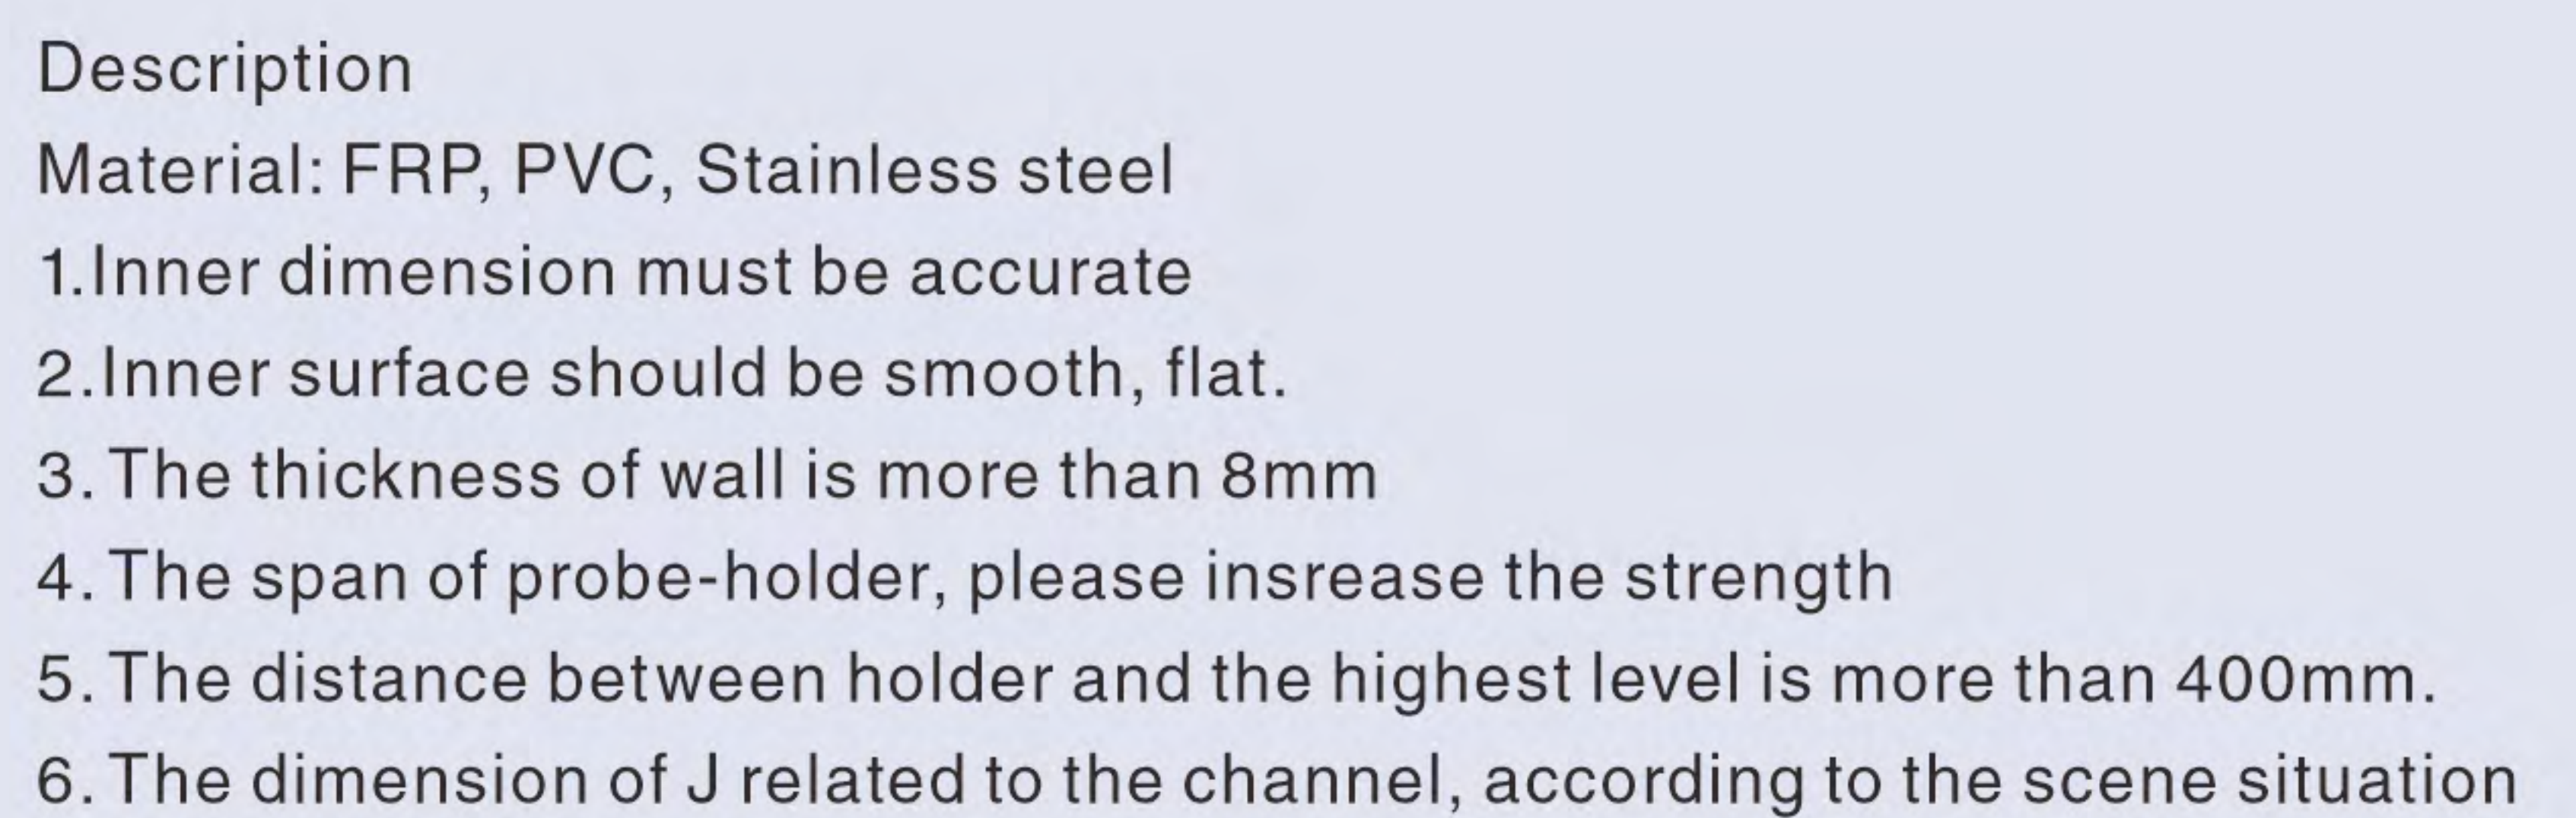 Description
Material: FRP, PVC, Stainless steel
1.Inner dimension must be accurate
2.Inner surface should be smooth, flat.
3. The thickness of wall is more than 8mm
4. The span of probe-holder, please insrease the strength
5. The distance between holder and the highest level is more than 400mm.
6. The dimension of J related to the channel, according to the scene situation